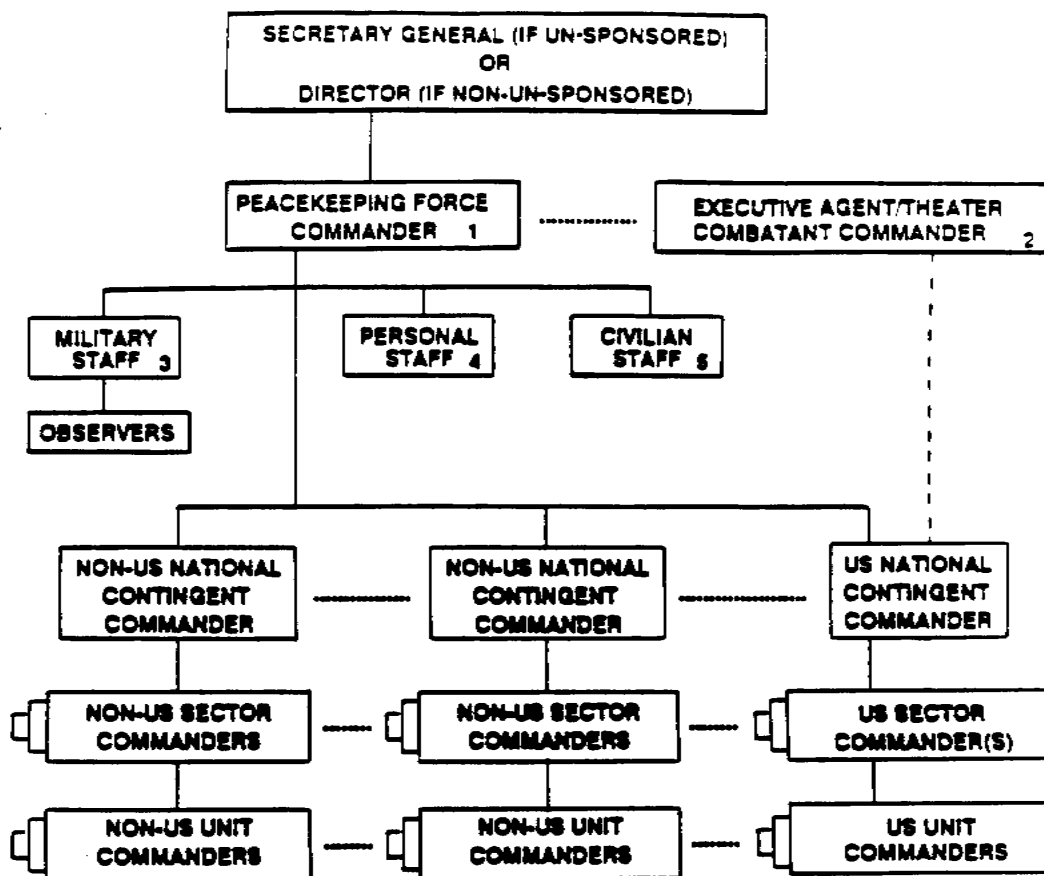 SECRETARY GENERAL (IF UN-SPONSORED)
OR
DIRECTOR (IF NON-UN-SPONSORED)
PEACEKEEPING FORCE
COMMANDER 1
EXECUTIVE AGENT/THEATER
COMBATANT COMMANDER 2
MILITARY
STAFF 3
PERSONAL
STAFF 4
CIVILIAN
STAFF 5
OBSERVERS
NON-US NATIONAL
CONTINGENT
COMMANDER
NON-US NATIONAL
CONTINGENT
COMMANDER
US NATIONAL
CONTINGENT
COMMANDER
NON-US SECTOR
COMMANDERS
NON-US SECTOR
COMMANDERS
US SECTOR
COMMANDER(S)
NON-US UNIT
COMMANDERS
NON-US UNIT
COMMANDERS
US UNIT
COMMANDERS